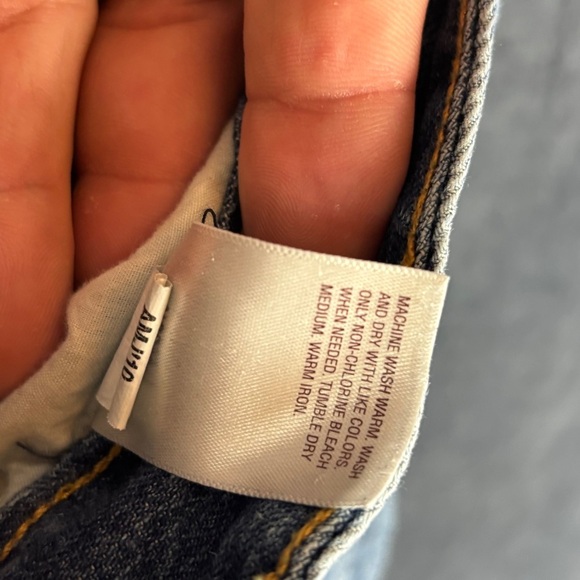 MACHINE WASH WARM. WASH
AND DRY WITH LIKE COLORS,
ONLY NON-CHLORINE BLEACH
WHEN NEEDED. TUMBLE DRY
MEDIUM. WARM IRON.